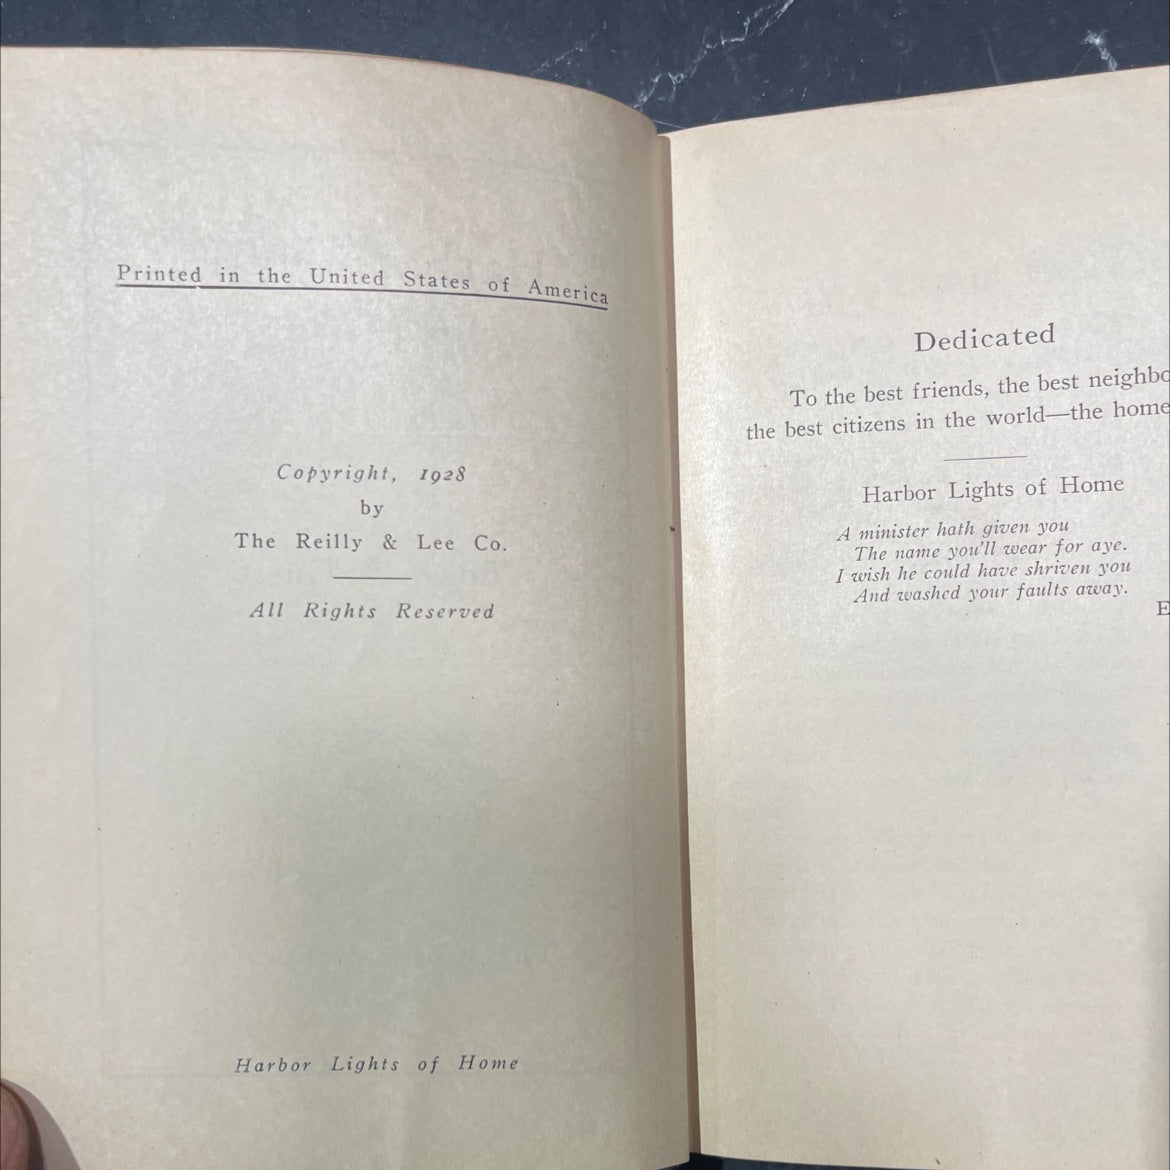 Printed in the United States of America
Copyright, 1928
by
The Reilly & Lee Co.
All Rights Reserved
Harbor Lights of Home
Dedicated
To the best friends, the best
the best citizens in the world—the
Harbor Lights of Home
A minister hath given you
The name you'll wear for aye.
I wish he could have shriven you
And washed your faults away.